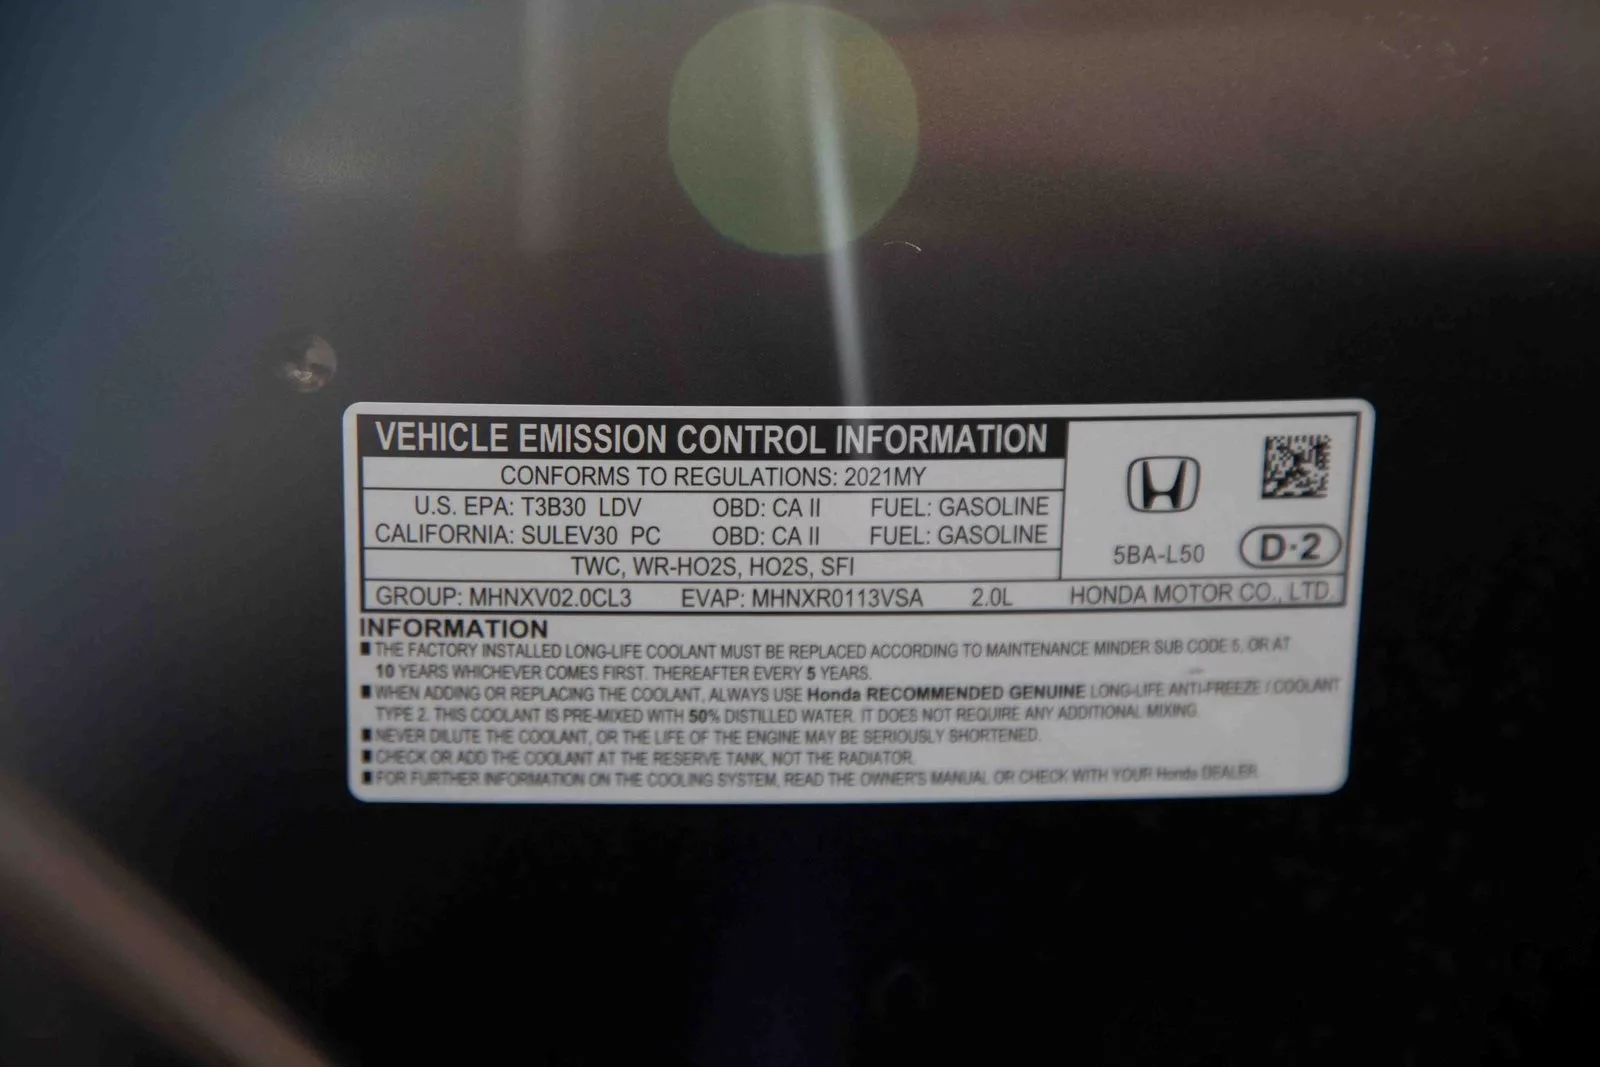 VEHICLE EMISSION CONTROL INFORMATION
CONFORMS TO REGULATIONS: 2021MY
U.S. EPA: T3B30 LDV OBD: CA II FUEL: GASOLINE
CALIFORNIA: SULEV30 PC OBD: CA II FUEL: GASOLINE
TWC, WR-HO2S, HO2S, SFI
5BA-L50 D-2
GROUP: MHNXV02.0CL3 EVAP: MHNXR0113VSA 2.0L HONDA MOTOR CO., LTD.
INFORMATION
■ THE FACTORY INSTALLED LONG-LIFE COOLANT MUST BE REPLACED ACCORDING TO MAINTENANCE MINDER SUB CODE 5, OR AT
10 YEARS WHICHEVER COMES FIRST. THEREAFTER EVERY 5 YEARS.
■ WHEN ADDING OR REPLACING THE COOLANT, ALWAYS USE Honda RECOMMENDED GENUINE LONG-LIFE ANTI-FREEZE / COOLANT
TYPE 2. THIS COOLANT IS PRE-MIXED WITH 50% DISTILLED WATER. IT DOES NOT REQUIRE ANY ADDITIONAL MIXING.
■ NEVER DILUTE THE COOLANT, OR THE LIFE OF THE ENGINE MAY BE SERIOUSLY SHORTENED.
■ CHECK OR ADD THE COOLANT AT THE RESERVE TANK, NOT THE RADIATOR.
■ FOR FURTHER INFORMATION ON THE COOLING SYSTEM, READ THE OWNER'S MANUAL OR CHECK WITH YOUR Honda DEALER.